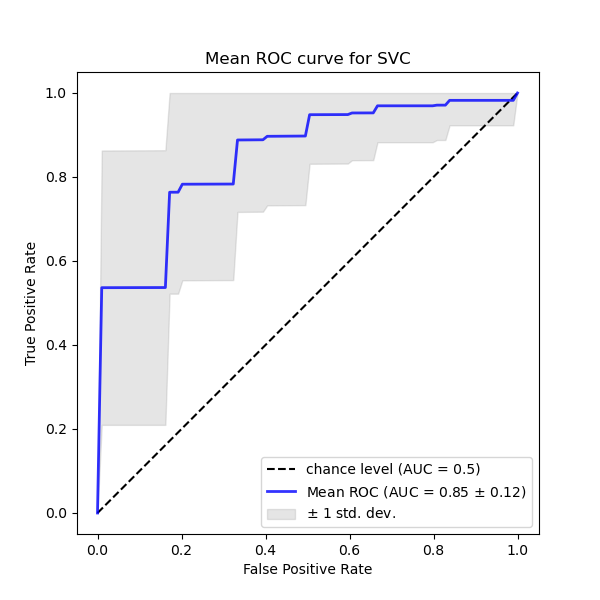 Mean ROC curve for SVC
True Positive Rate
1.0
0.8
0.6
0.4
0.2
0.0
0.0 0.2 0.4 0.6 0.8 1.0
False Positive Rate
chance level (AUC = 0.5)
Mean ROC (AUC = 0.85 ± 0.12)
± 1 std. dev.